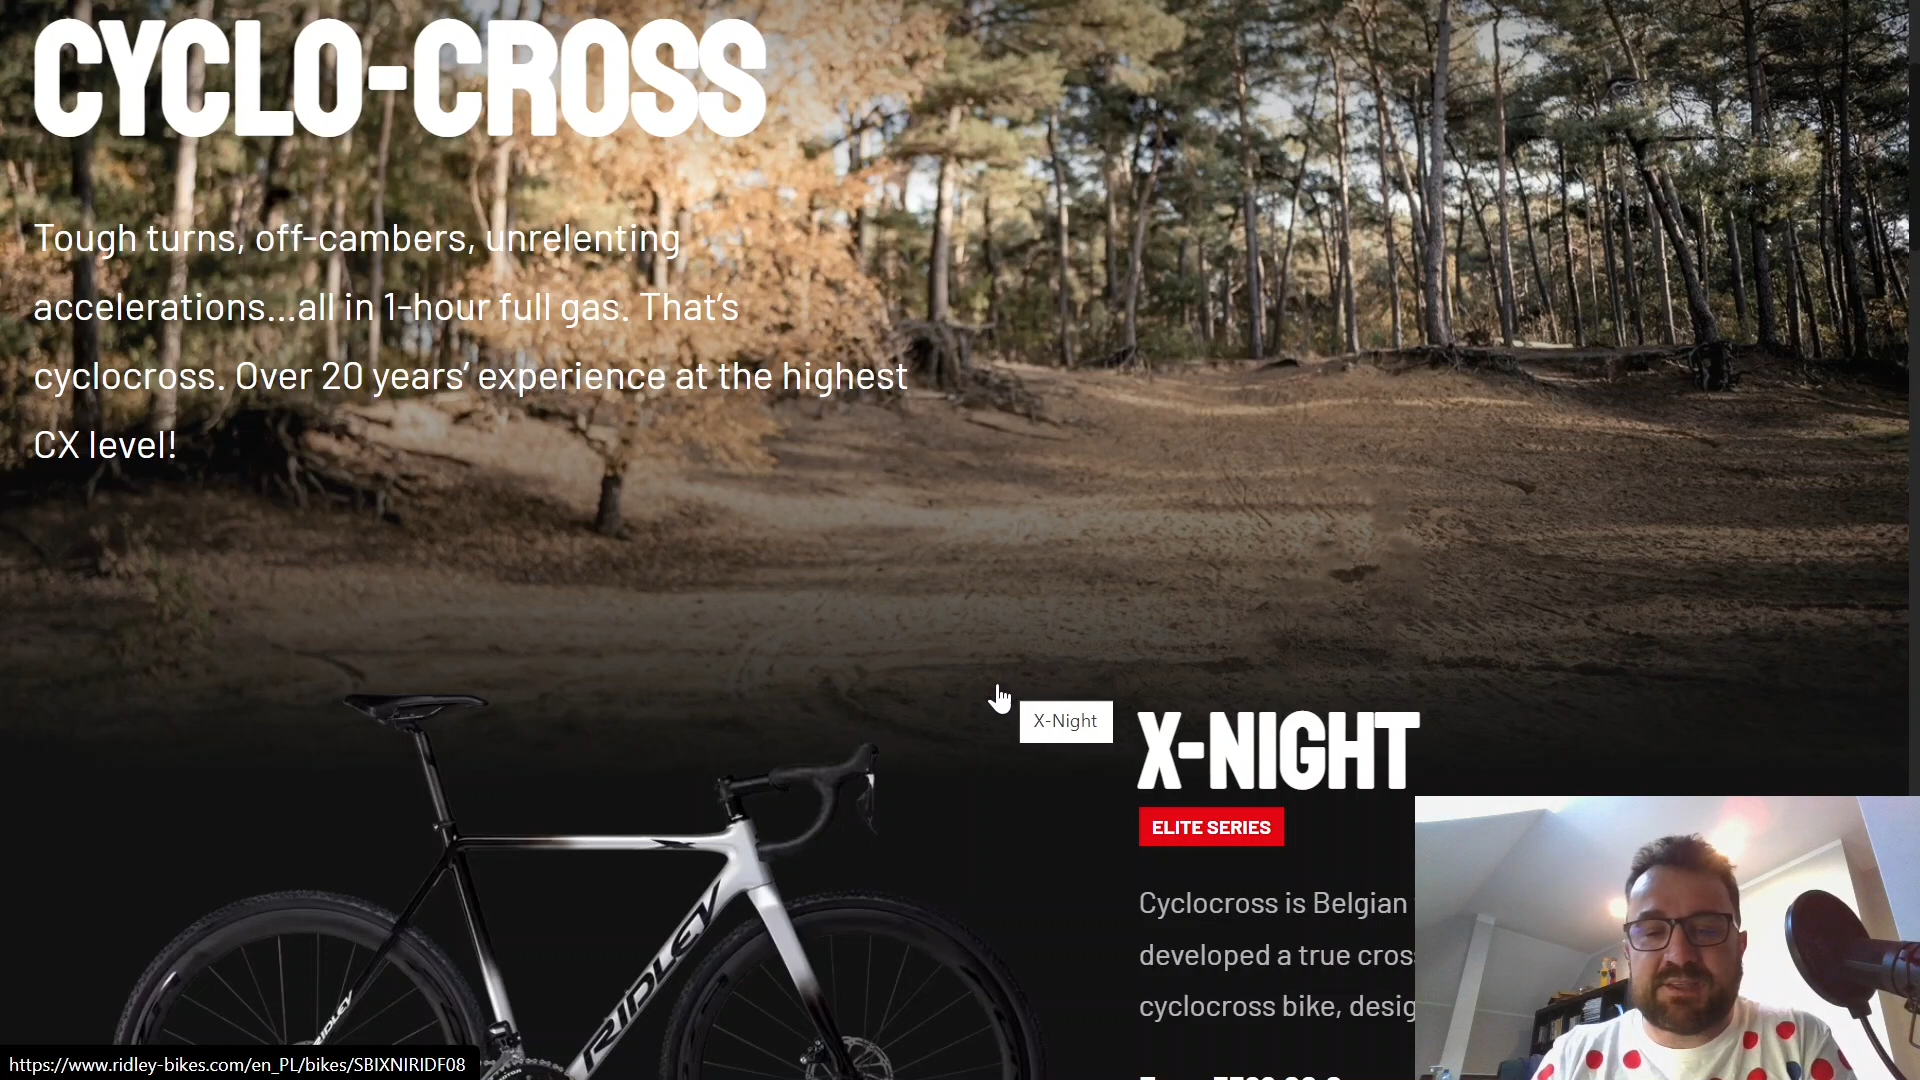 CYCLO-CROSS
Tough turns, off-cambers, unrelenting
accelerations...all in 1-hour full gas. That's
cyclocross. Over 20 years' experience at the highest
CX level!
X-Night
X-NIGHT
ELITE SERIES
Cyclocross is Belgian
developed a true cros
cyclocross bike, desig
RIDLEY
RIDLEY
https://www.ridley-bikes.com/en_PL/bikes/SBIXNIRIDF08